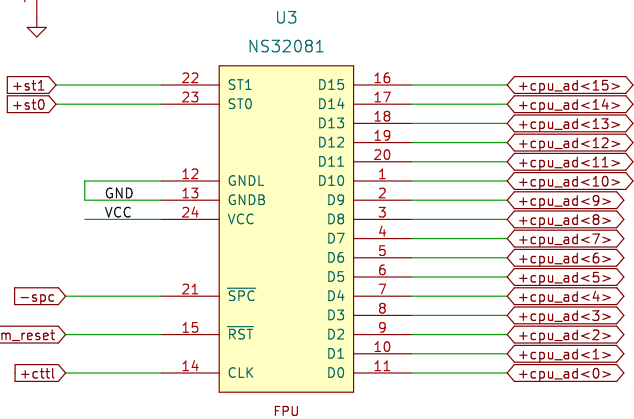 U3
NS32081
+st1 22 ST1 D15 16 +cpu_ad<15>
+st0 23 ST0 D14 17 +cpu_ad<14>
D13 18 +cpu_ad<13>
D12 19 +cpu_ad<12>
D11 20 +cpu_ad<11>
12 GNDL D10 1 +cpu_ad<10>
GND 13 GNDB D9 2 +cpu_ad<9>
VCC 24 VCC D8 3 +cpu_ad<8>
D7 4 +cpu_ad<7>
D6 5 +cpu_ad<6>
D5 6 +cpu_ad<5>
-spc 21 SPC D4 7 +cpu_ad<4>
D3 8 +cpu_ad<3>
m_reset 15 RST D2 9 +cpu_ad<2>
D1 10 +cpu_ad<1>
+cttl 14 CLK D0 11 +cpu_ad<0>
FPU